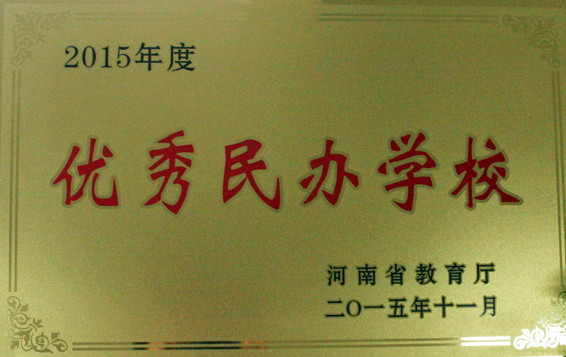 2015年度
优秀民办学校
河南省教育厅
二〇一五年十一月